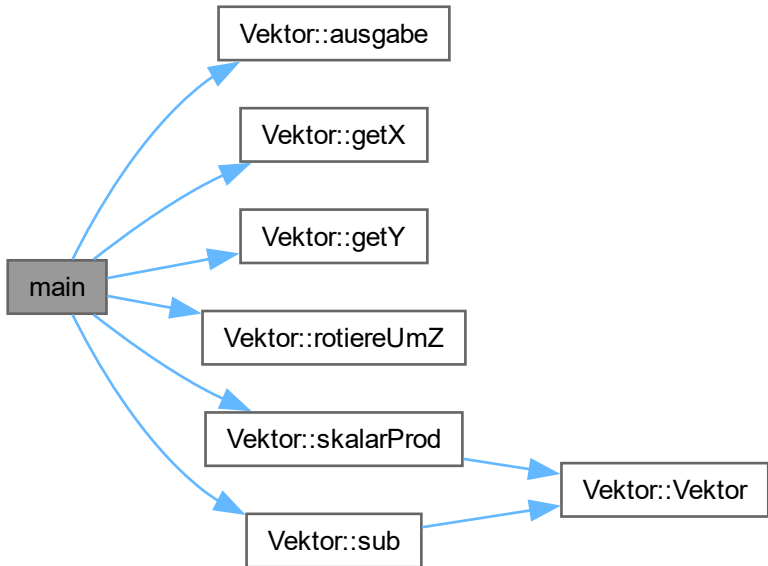 Vektor::ausgabe
Vektor::getX
Vektor::getY
main
Vektor::rotiereUmZ
Vektor::skalarProd
Vektor::Vektor
Vektor::sub